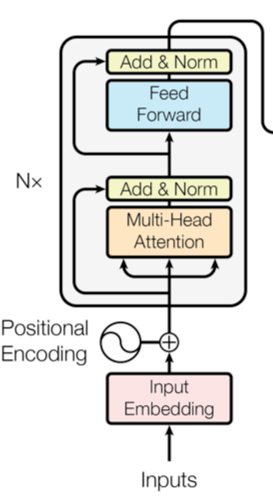 Add & Norm
Feed
Forward
N×
Add & Norm
Multi-Head
Attention
Positional
Encoding
Input
Embedding
Inputs